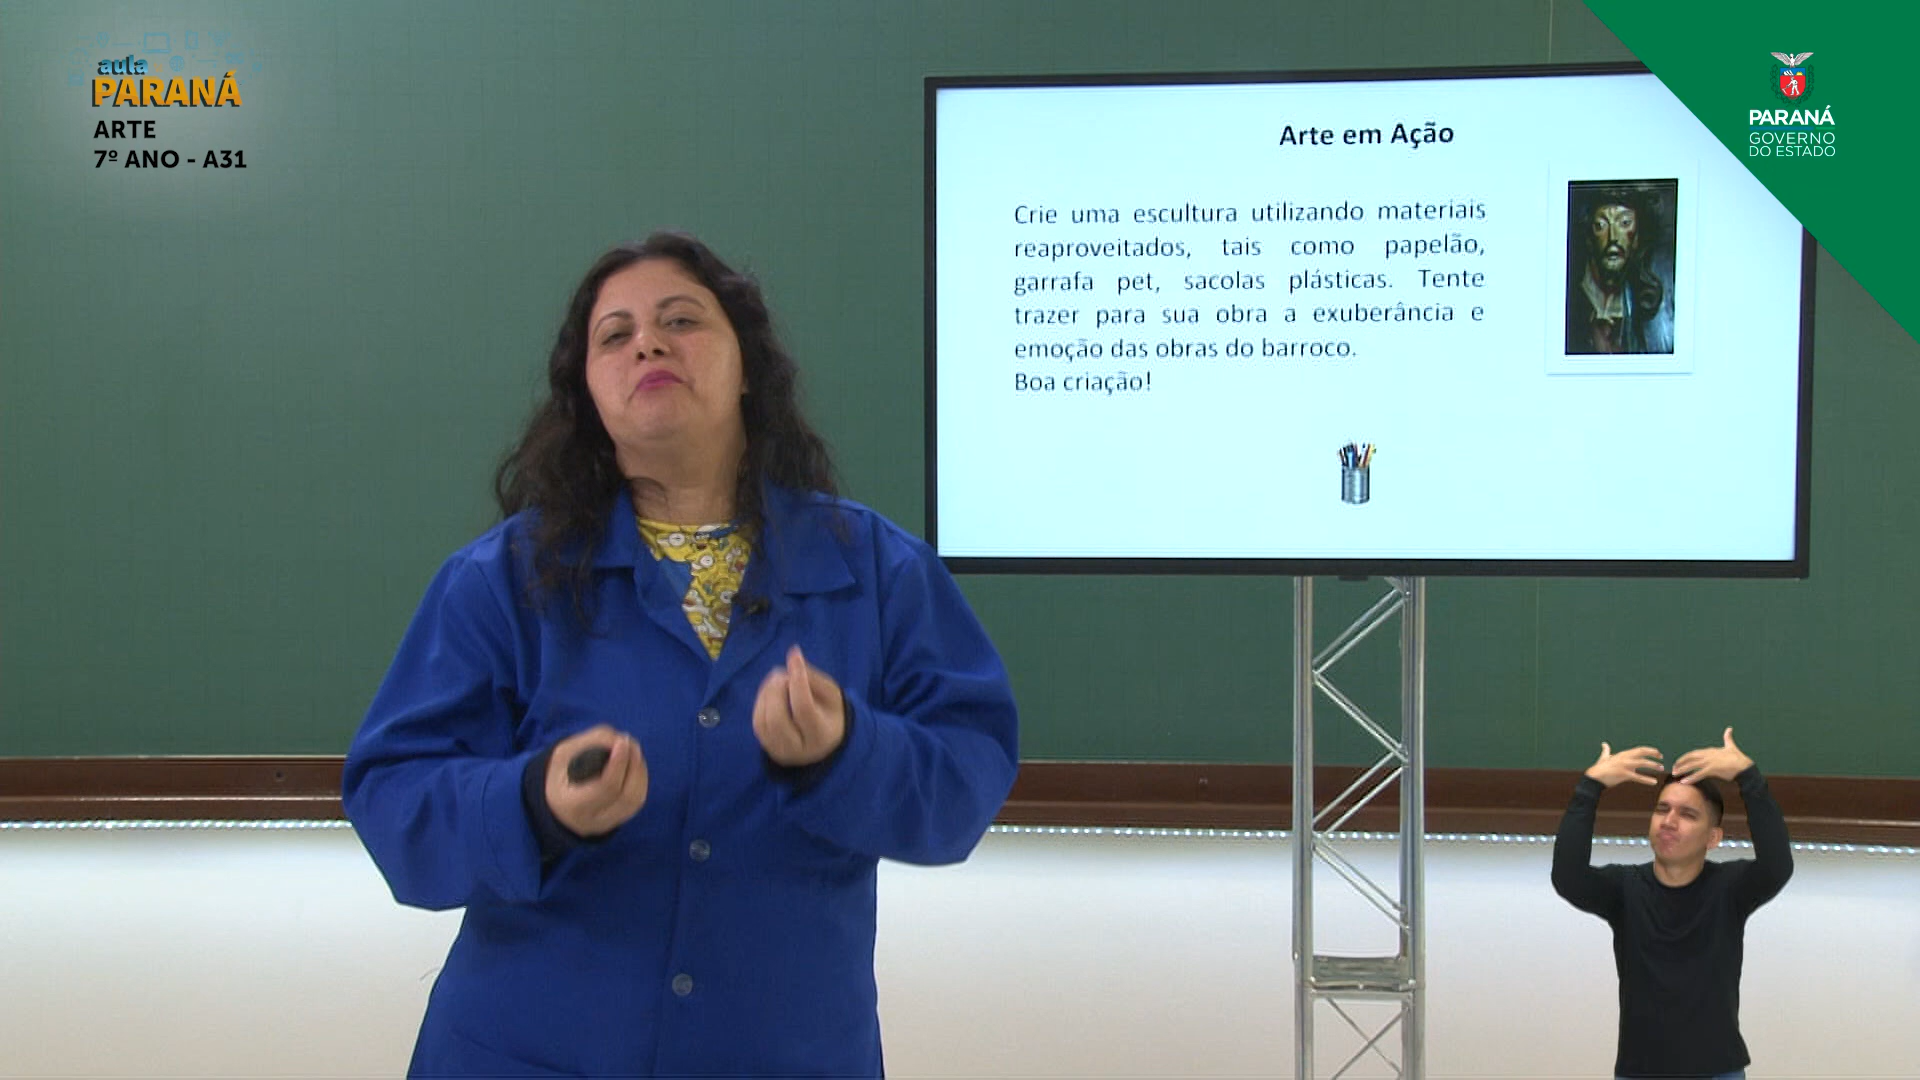 aula
PARANÁ
ARTE
7º ANO - A31
Arte em Ação
Crie uma escultura utilizando materiais
reaproveitados, tais como papelão,
garrafa pet, sacolas plásticas. Tente
trazer para sua obra a exuberância e
emoção das obras do barroco.
Boa criação!
PARANÁ
GOVERNO
DO ESTADO